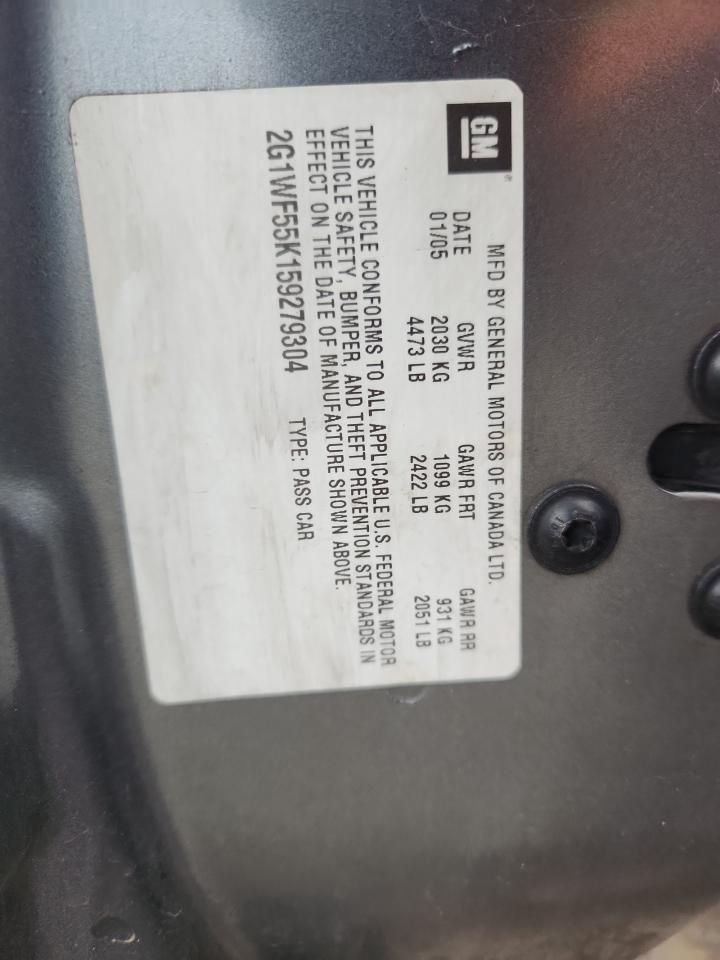 GM
MFD BY GENERAL MOTORS OF CANADA LTD.
DATE GVWR GAWR FRT GAWR RR
01/05 2030 KG 1099 KG 931 KG
4473 LB 2422 LB 2051 LB
THIS VEHICLE CONFORMS TO ALL APPLICABLE U.S. FEDERAL MOTOR
VEHICLE SAFETY, BUMPER, AND THEFT PREVENTION STANDARDS IN
EFFECT ON THE DATE OF MANUFACTURE SHOWN ABOVE.
2G1WF55K159279304 TYPE: PASS CAR